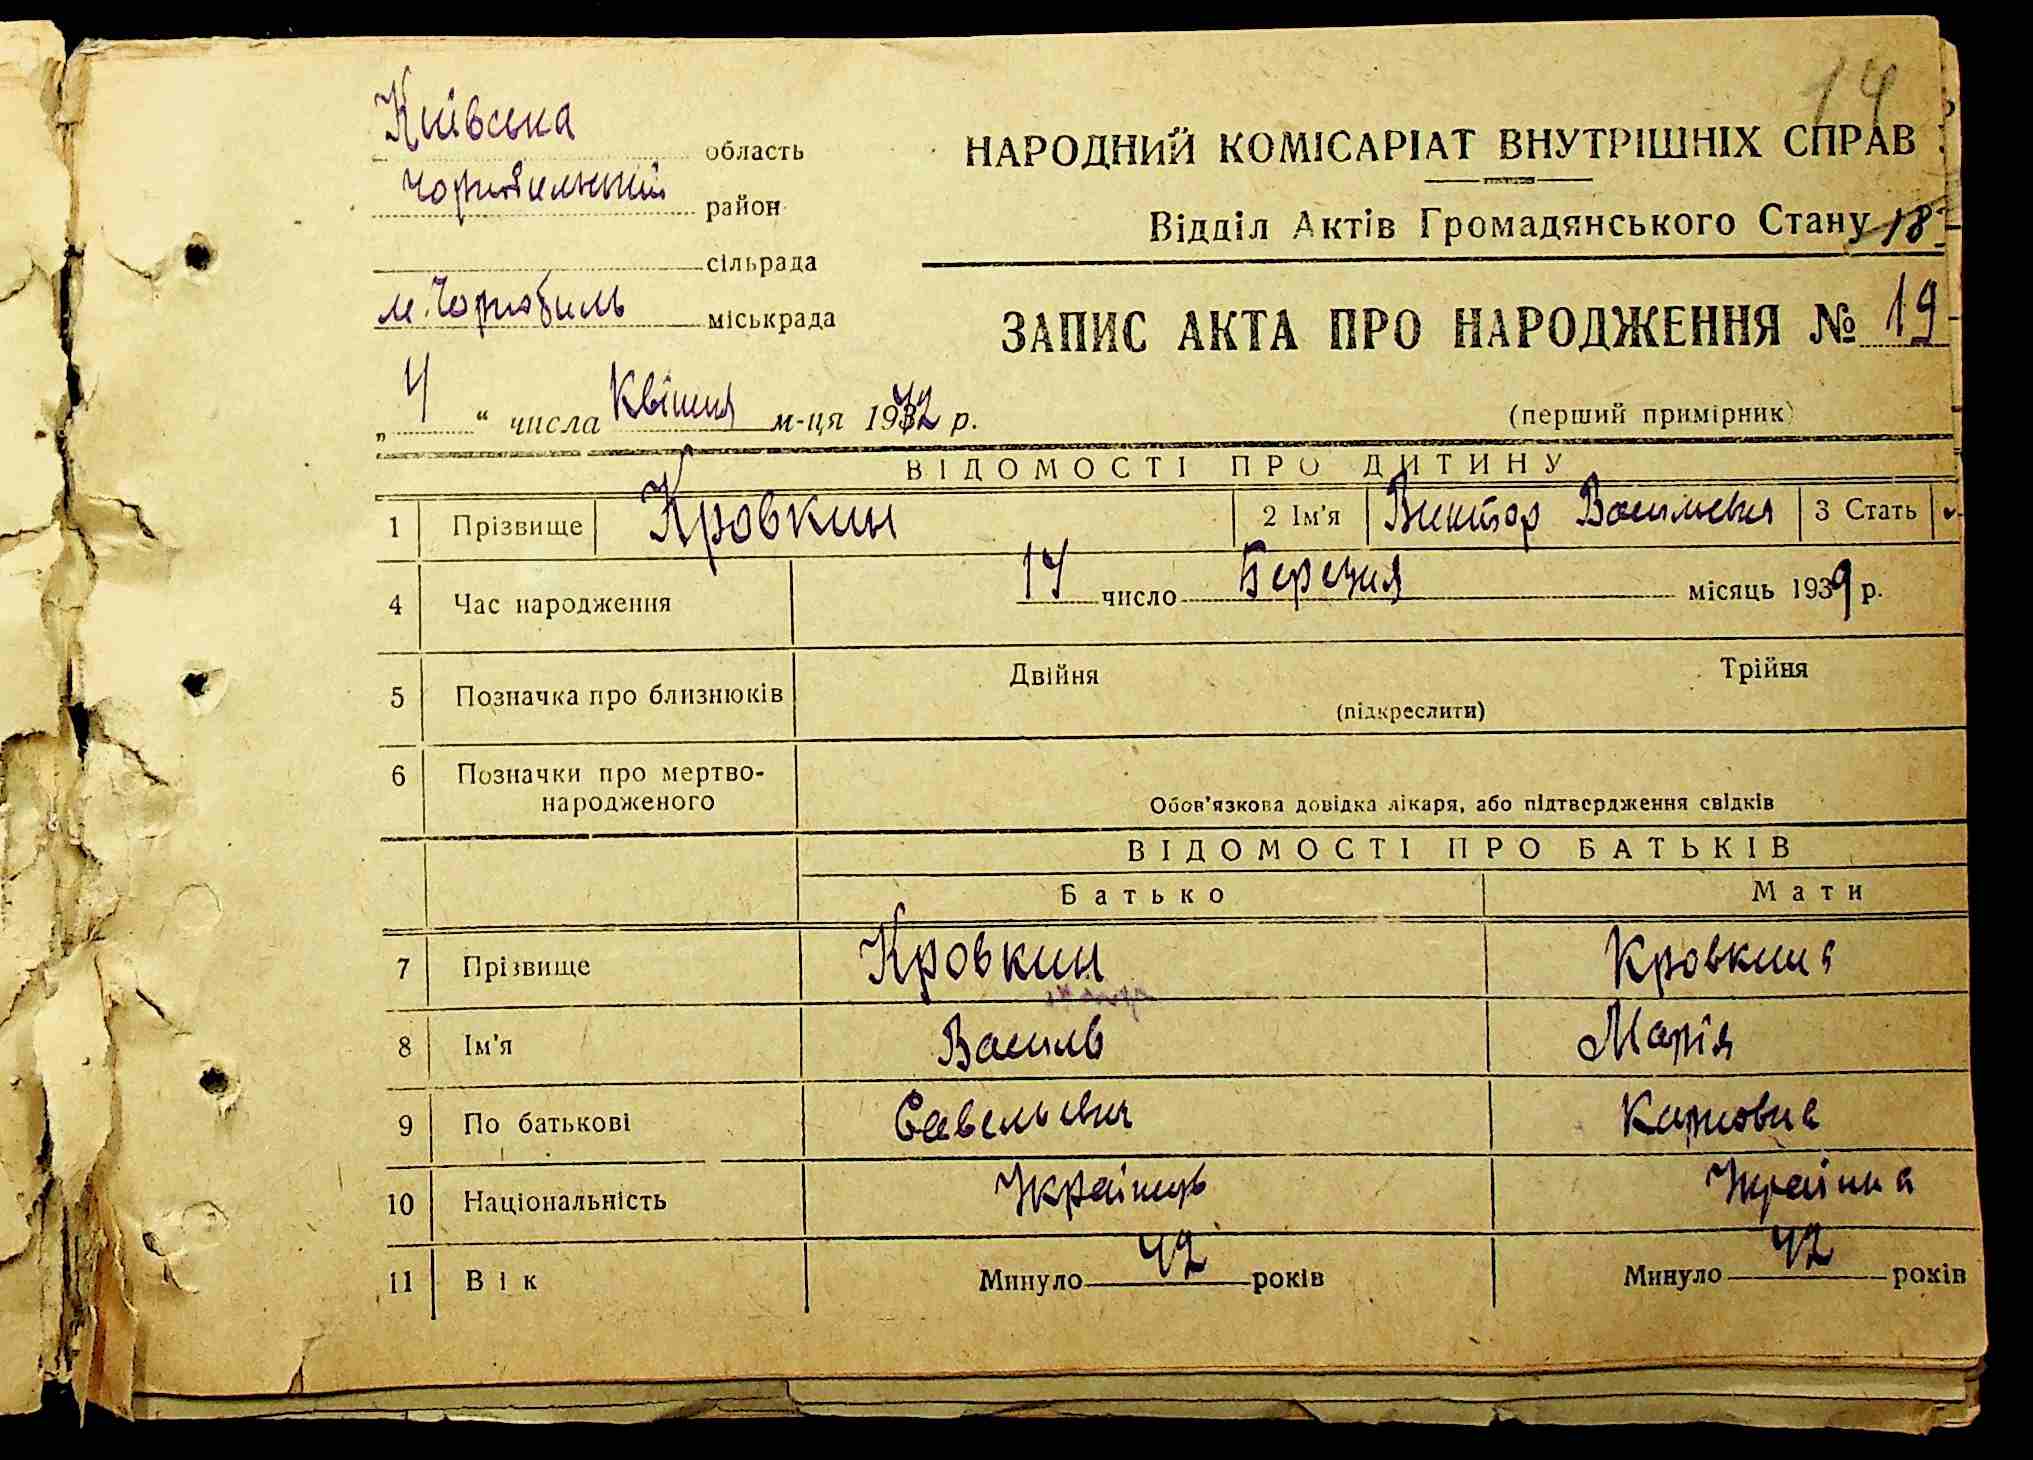 14
Київська область
НАРОДНИЙ КОМІСАРІАТ ВНУТРІШНІХ СПРАВ
Чорнобильський район
Відділ Актів Громадянського Стану
18
сільрада
м. Чорнобиль міськрада
ЗАПИС АКТА ПРО НАРОДЖЕННЯ № 19
„4“ числа Квітня м-ця 1942 р.
(перший примірник)
ВІДОМОСТІ ПРО ДИТИНУ
1 Прізвище Кровкин 2 Ім'я Виктор Васильевич 3 Стать
4 Час народження 14 число Березня місяць 1939 р.
5 Позначка про близнюків Двійня Трійня
(підкреслити)
6 Позначки про мертво-
народженого
Обов'язкова довідка лікаря, або підтвердження свідків
ВІДОМОСТІ ПРО БАТЬКІВ
Батько Мати
7 Прізвище Кровкин Кровкина
8 Ім'я Василь Марія
9 По батькові Савельевич Карповна
10 Національність Українець Українка
11 Вік Минуло 42 років Минуло 42 років